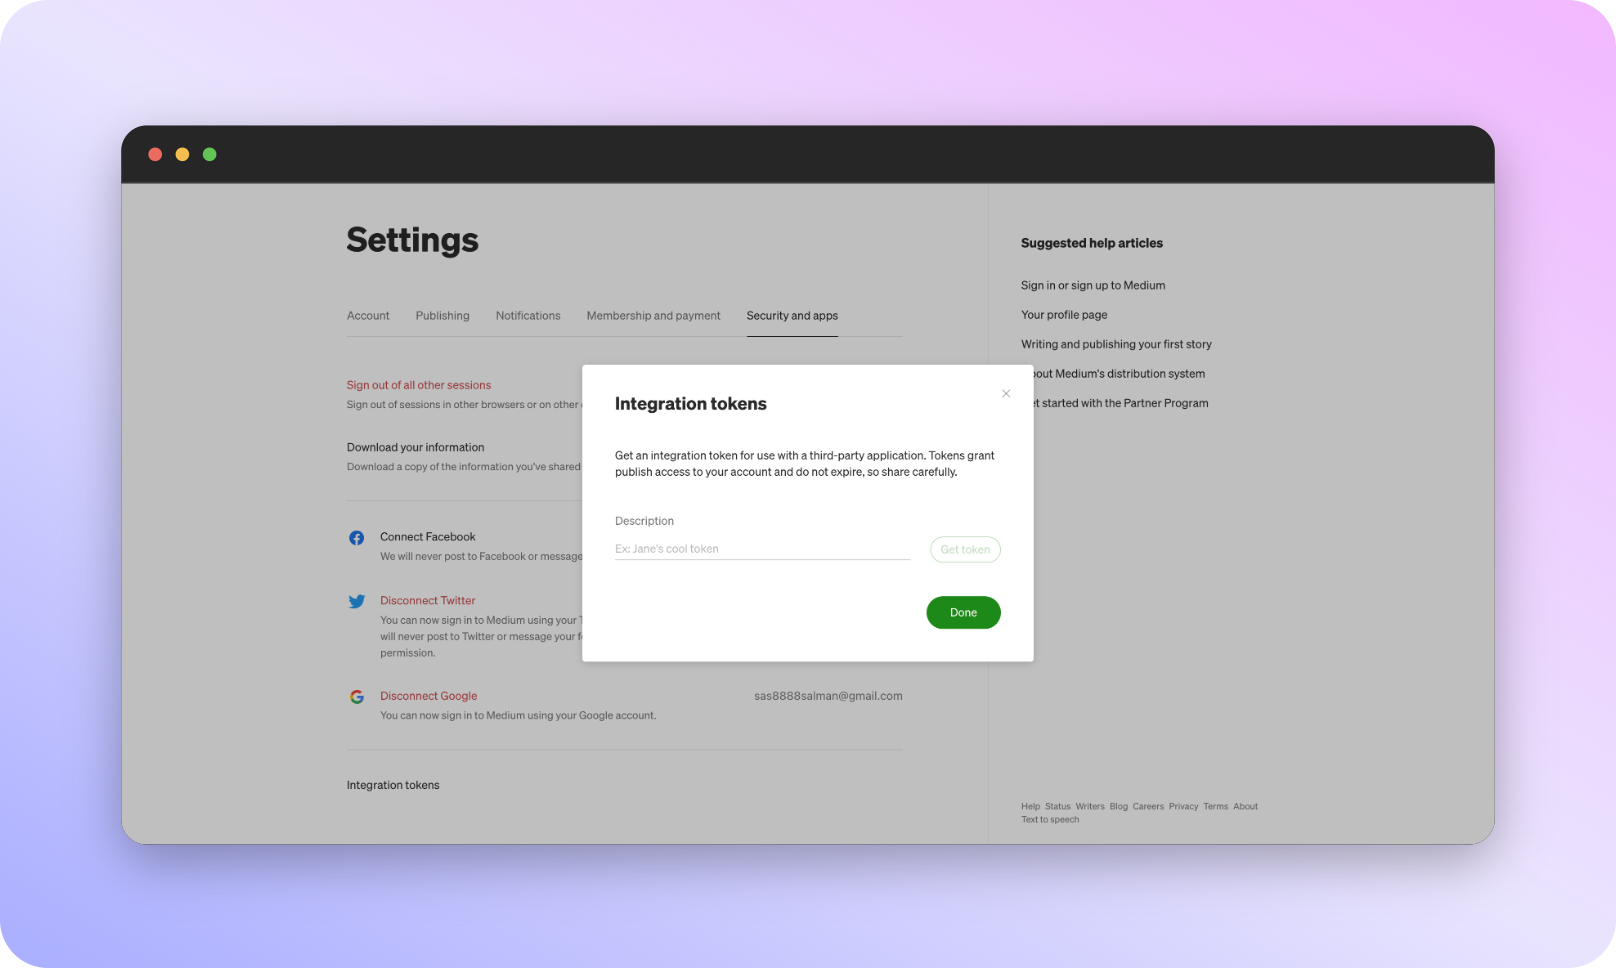 Settings
Account Publishing Notifications Membership and payment Security and apps
Sign out of all other sessions
Sign out of sessions in other browsers or on other
Download your information
Download a copy of the information you've shared
Connect Facebook
We will never post to Facebook or message
Disconnect Twitter
You can now sign in to Medium using your
will never post to Twitter or message your
permission.
Disconnect Google
sas8888salman@gmail.com
You can now sign in to Medium using your Google account.
Integration tokens
Integration tokens
Get an integration token for use with a third-party application. Tokens grant
publish access to your account and do not expire, so share carefully.
Description
Ex: Jane's cool token
Get token
Done
Suggested help articles
Sign in or sign up to Medium
Your profile page
Writing and publishing your first story
out Medium's distribution system
t started with the Partner Program
Help Status Writers Blog Careers Privacy Terms About
Text to speech